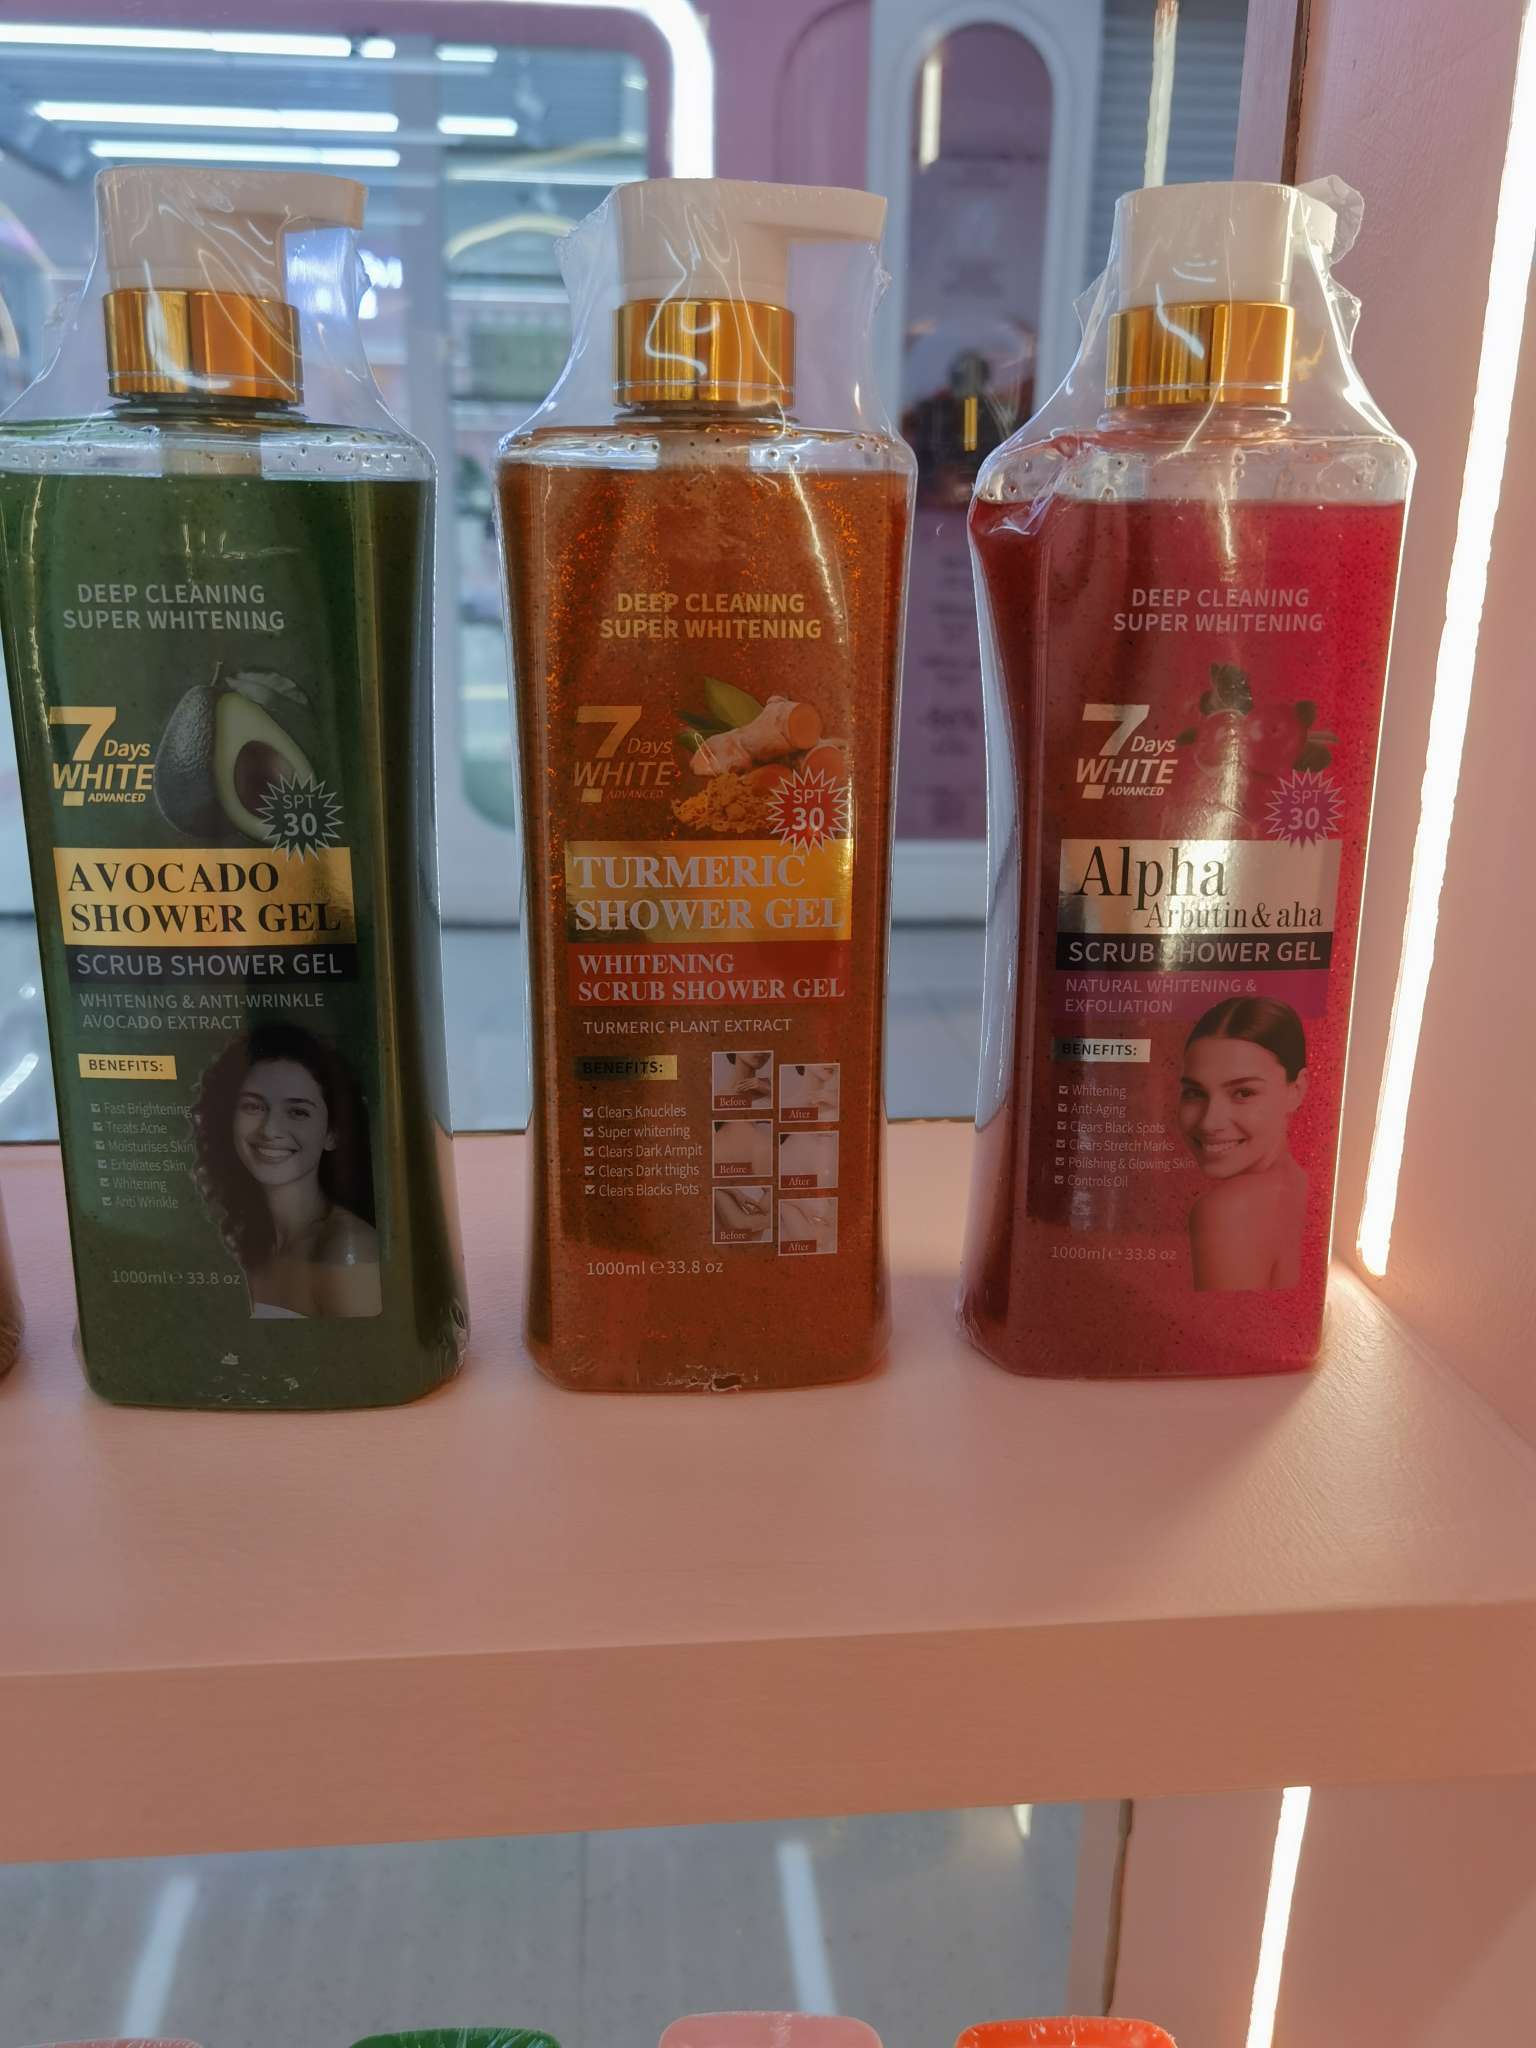 DEEP CLEANING
SUPER WHITENING
7
Days
WHITE
ADVANCED
SPT
30
AVOCADO
SHOWER GEL
SCRUB SHOWER GEL
WHITENING & ANTI-WRINKLE
AVOCADO EXTRACT
BENEFITS:
Fast Brightening
Treats Acne
Moisturises Skin
Exfoliates Skin
Whitening
Anti Wrinkle
1000ml ℮ 33.8 oz
DEEP CLEANING
SUPER WHITENING
7
Days
WHITE
ADVANCED
SPT
30
TURMERIC
SHOWER GEL
WHITENING
SCRUB SHOWER GEL
TURMERIC PLANT EXTRACT
BENEFITS:
Clears Knuckles
Super whitening
Clears Dark Armpit
Clears Dark thighs
Clears Blacks Pots
Before
After
Before
After
Before
After
1000ml ℮ 33.8 oz
DEEP CLEANING
SUPER WHITENING
7
Days
WHITE
ADVANCED
SPT
30
Alpha
Arbutin & aha
SCRUB SHOWER GEL
NATURAL WHITENING &
EXFOLIATION
BENEFITS:
Whitening
Anti-Aging
Clears Black Spots
Clears Stretch Marks
Polishing & Glowing Skin
Controls Oil
1000ml ℮ 33.8 oz